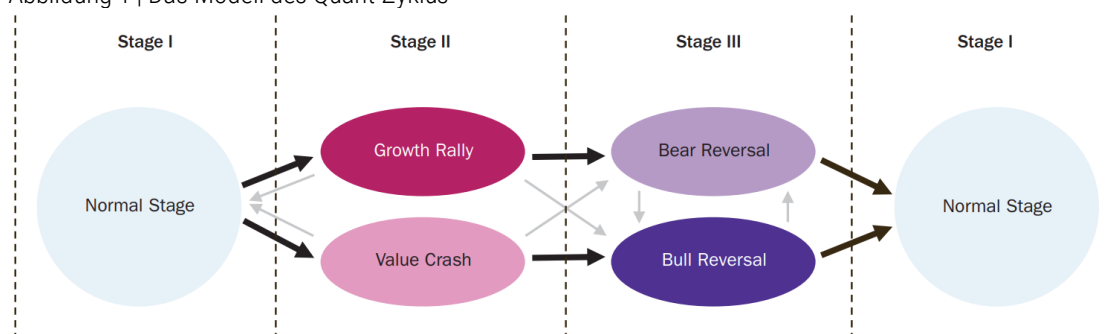 Abbildung 1 | Das Modell des Quant-Zyklus
Stage I
Stage II
Stage III
Stage I
Growth Rally
Bear Reversal
Normal Stage
Normal Stage
Value Crash
Bull Reversal